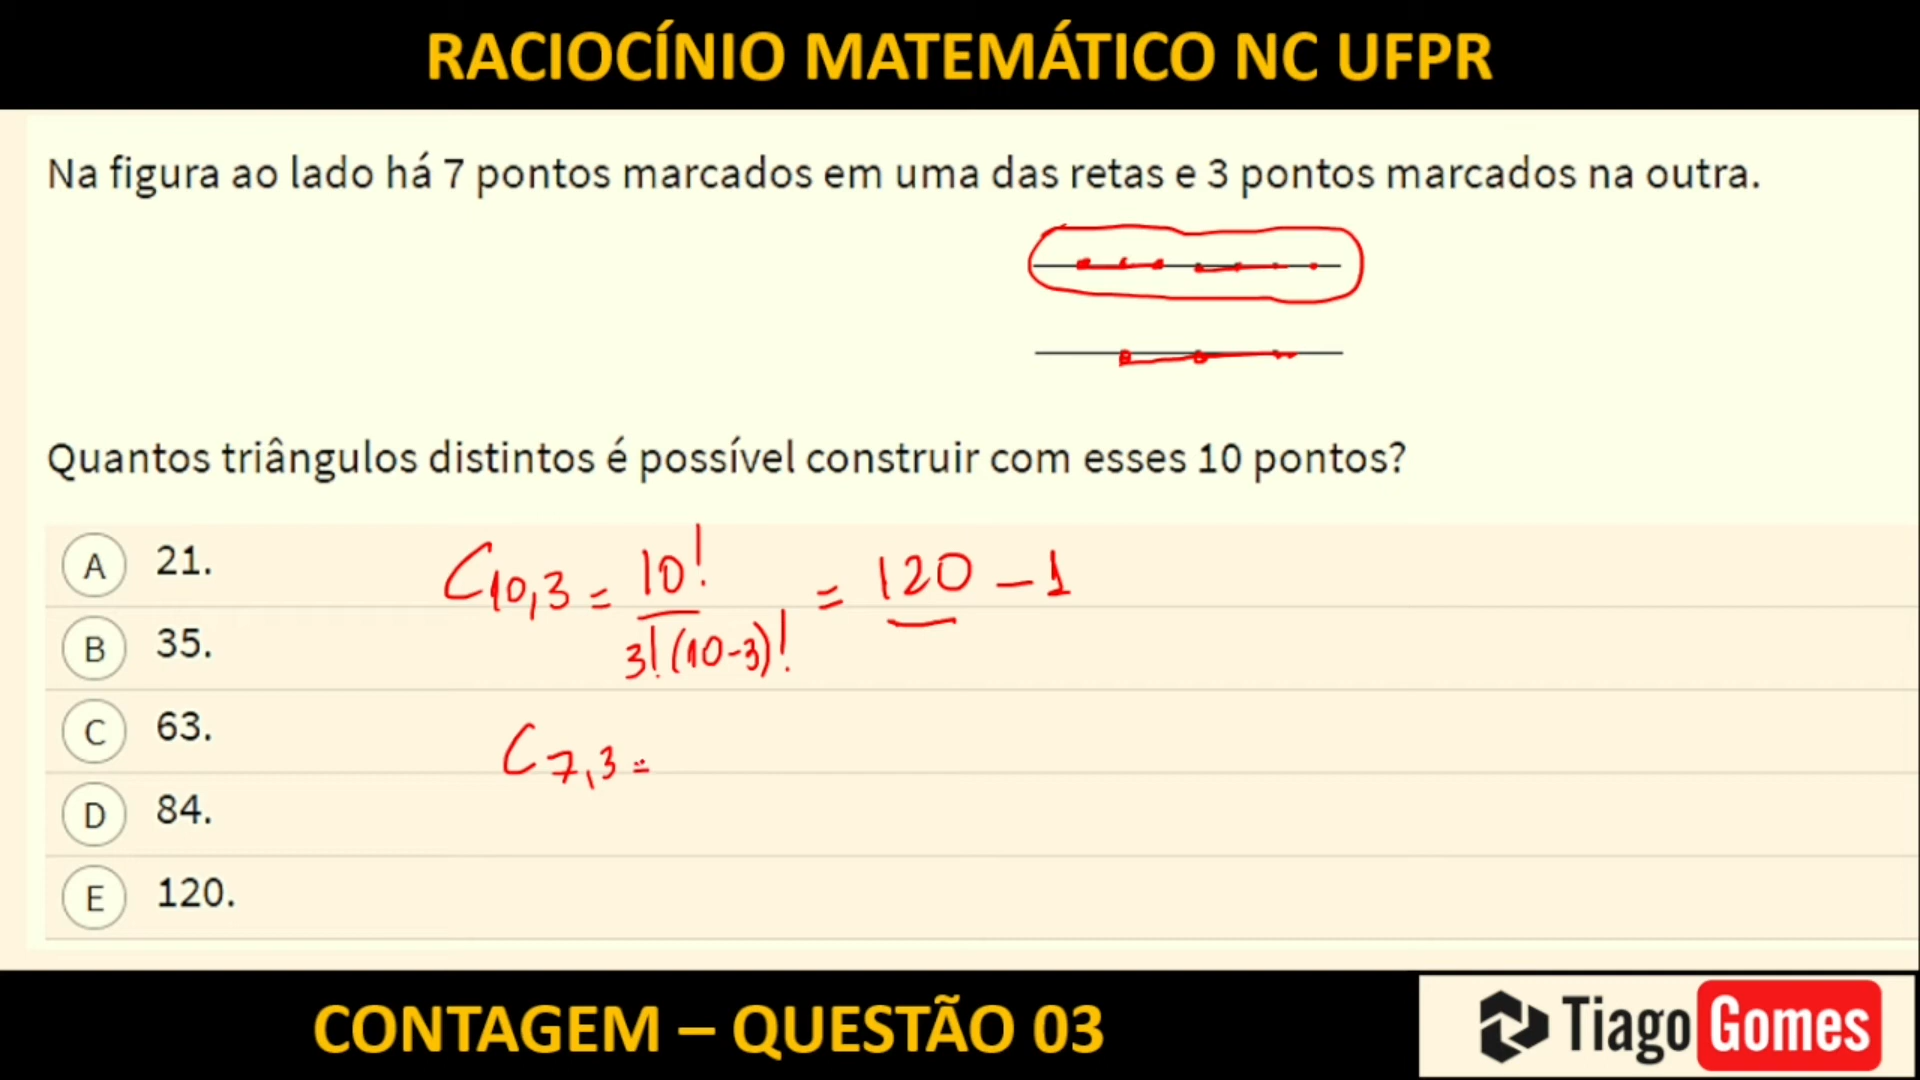 RACIOCÍNIO MATEMÁTICO NC UFPR
Na figura ao lado há 7 pontos marcados em uma das retas e 3 pontos marcados na outra.
Quantos triângulos distintos é possível construir com esses 10 pontos?
A 21.
B 35.
C 63.
D 84.
E 120.
C10,3 = 10! / 3!(10-3)! = 120 - 1
C7,3 =
CONTAGEM – QUESTÃO 03
Tiago Gomes